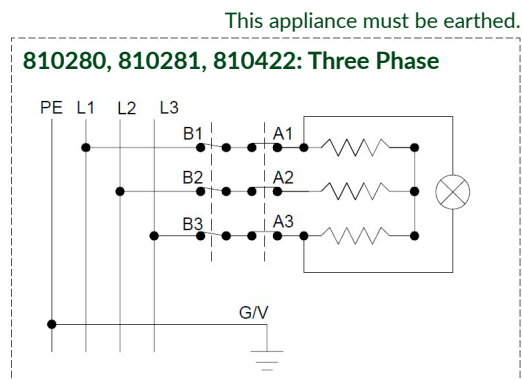 This appliance must be earthed.
810280, 810281, 810422: Three Phase
PE L1 L2 L3
B1 A1
B2 A2
B3 A3
G/V